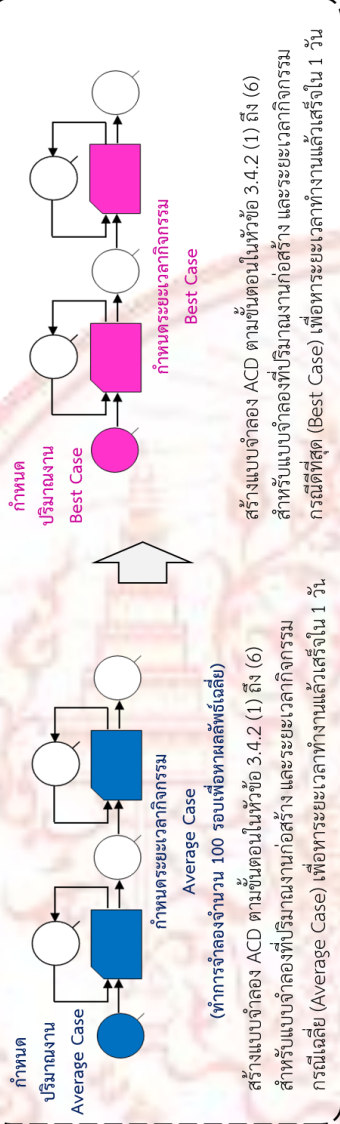 กำหนด
ปริมาณงาน
Average Case
กำหนดระยะเวลากิจกรรม
Average Case
(ทำการจำลองจำนวน 100 รอบเพื่อหาผลลัพธ์เฉลี่ย)
สร้างแบบจำลอง ACD ตามขั้นตอนในหัวข้อ 3.4.2 (1) ถึง (6)
สำหรับแบบจำลองที่ปริมาณงานก่อสร้าง และระยะเวลากิจกรรม
กรณีเฉลี่ย (Average Case) เพื่อหาระยะเวลาทำงานแล้วเสร็จใน 1 วัน
กำหนด
ปริมาณงาน
Best Case
กำหนดระยะเวลากิจกรรม
Best Case
สร้างแบบจำลอง ACD ตามขั้นตอนในหัวข้อ 3.4.2 (1) ถึง (6)
สำหรับแบบจำลองที่ปริมาณงานก่อสร้าง และระยะเวลากิจกรรม
กรณีดีที่สุด (Best Case) เพื่อหาระยะเวลาทำงานแล้วเสร็จใน 1 วัน